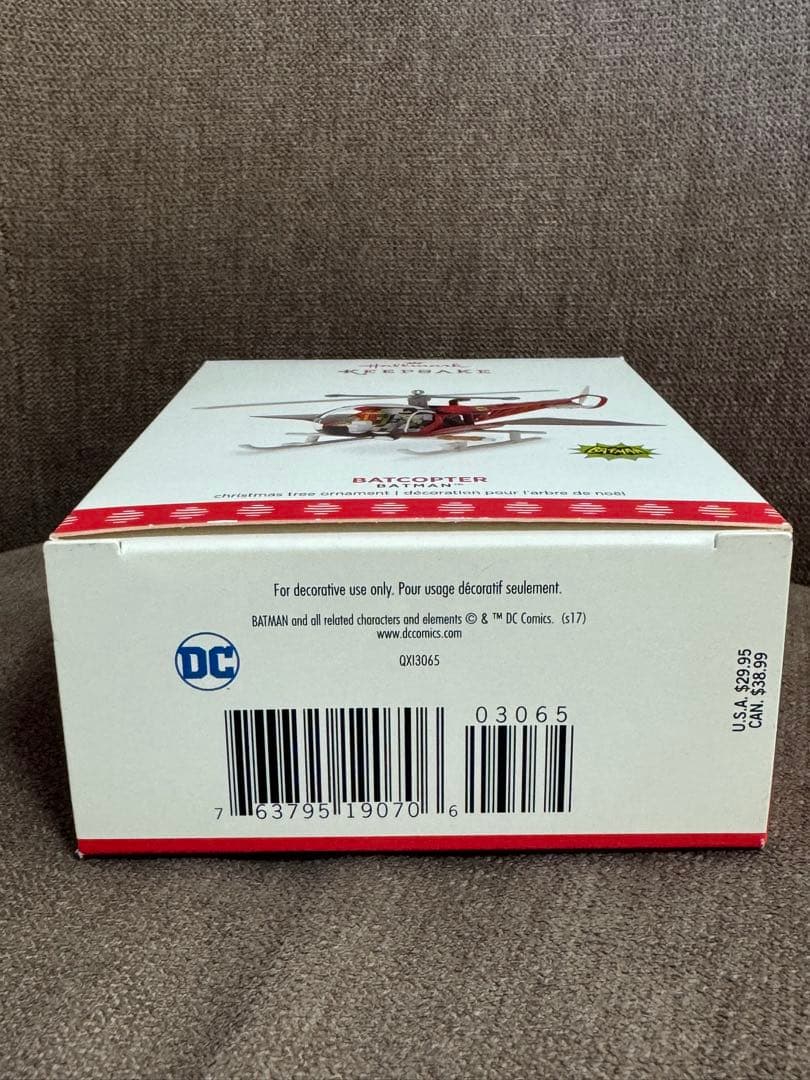 Hallmark
KEEPSAKE
BATMAN
BATCOPTER
BATMAN™
christmas tree ornament | décoration pour l'arbre de noël
For decorative use only. Pour usage décoratif seulement.
BATMAN and all related characters and elements © & ™ DC Comics. (s17)
www.dccomics.com
DC
QXI3065
U.S.A. $29.95
CAN. $38.99
03065
7 63795 19070 6